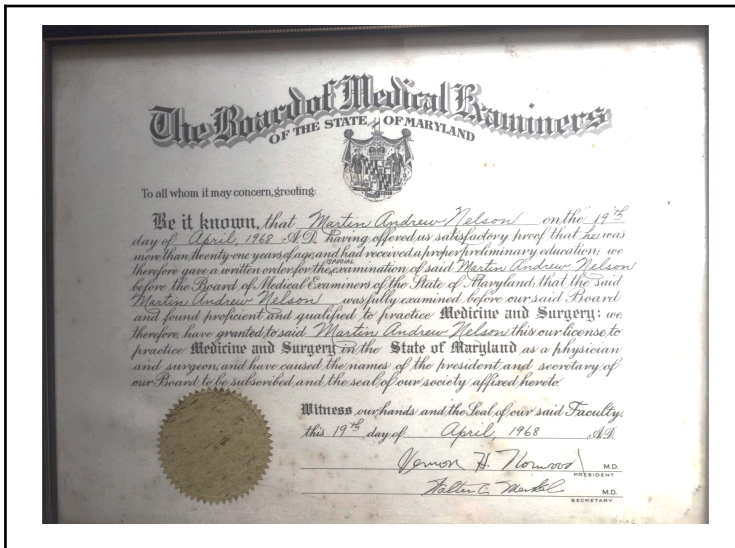 The Board of Medical Examiners
OF THE STATE OF MARYLAND
To all whom it may concern, greeting:
Be it known, that Martin Andrew Nelson on the 19th
day of April, 1968 A.D. having offered us satisfactory proof that he was
more than twenty-one years of age and had received a proper preliminary education; we
therefore gave a written order for the SPECIAL examination of said Martin Andrew Nelson
before the Board of Medical Examiners of the State of Maryland; that the said
Martin Andrew Nelson was fully examined before our said Board
and found proficient and qualified to practice Medicine and Surgery: we,
therefore, have granted to said Martin Andrew Nelson this our license to
practice Medicine and Surgery in the State of Maryland as a physician
and surgeon; and have caused the names of the president and secretary of
our Board to be subscribed and the seal of our society affixed hereto.
Witness our hands and the Seal of our said Faculty,
this 19th day of April, 1968 A.D.
Vernon H. Norwood M.D.
PRESIDENT.
Walter C. Merkel M.D.
SECRETARY.